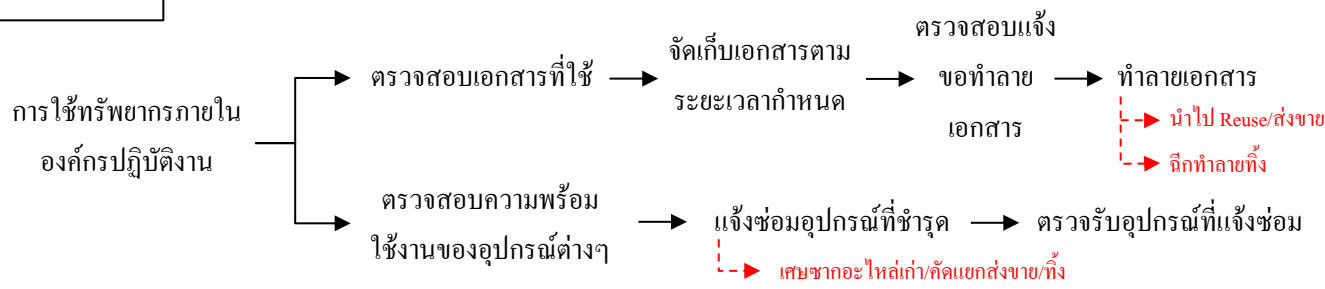 การใช้ทรัพยากรภายใน
องค์กรปฏิบัติงาน
ตรวจสอบเอกสารที่ใช้
จัดเก็บเอกสารตาม
ระยะเวลากำหนด
ตรวจสอบแจ้ง
ขอทำลาย
เอกสาร
ทำลายเอกสาร
นำไป Reuse/ส่งขาย
ฉีกทำลายทิ้ง
ตรวจสอบความพร้อม
ใช้งานของอุปกรณ์ต่างๆ
แจ้งซ่อมอุปกรณ์ที่ชำรุด
เศษซากอะไหล่เก่า/คัดแยกส่งขาย/ทิ้ง
ตรวจรับอุปกรณ์ที่แจ้งซ่อม